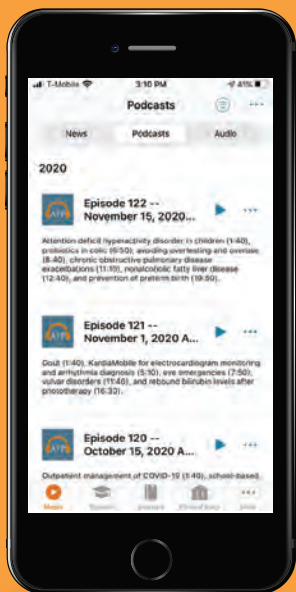 T-Mobile 3:10 PM 41%
Podcasts
News Podcasts Audio
2020
Episode 122 --
November 15, 2020...
Attention deficit hyperactivity disorder in children (1:40),
probiotics in colic (6:50), avoiding overtesting and overuse
(8:40), chronic obstructive pulmonary disease
exacerbations (11:10), nonalcoholic fatty liver disease
(12:40), and prevention of preterm birth (19:50).
Episode 121 --
November 1, 2020 A...
Gout (1:40), KardiaMobile for electrocardiogram monitoring
and arrhythmia diagnosis (5:10), eye emergencies (7:50),
vulvar disorders (11:40), and rebound bilirubin levels after
phototherapy (16:32).
Episode 120 --
October 15, 2020 A...
Outpatient management of COVID-19 (1:40), school-based
Media